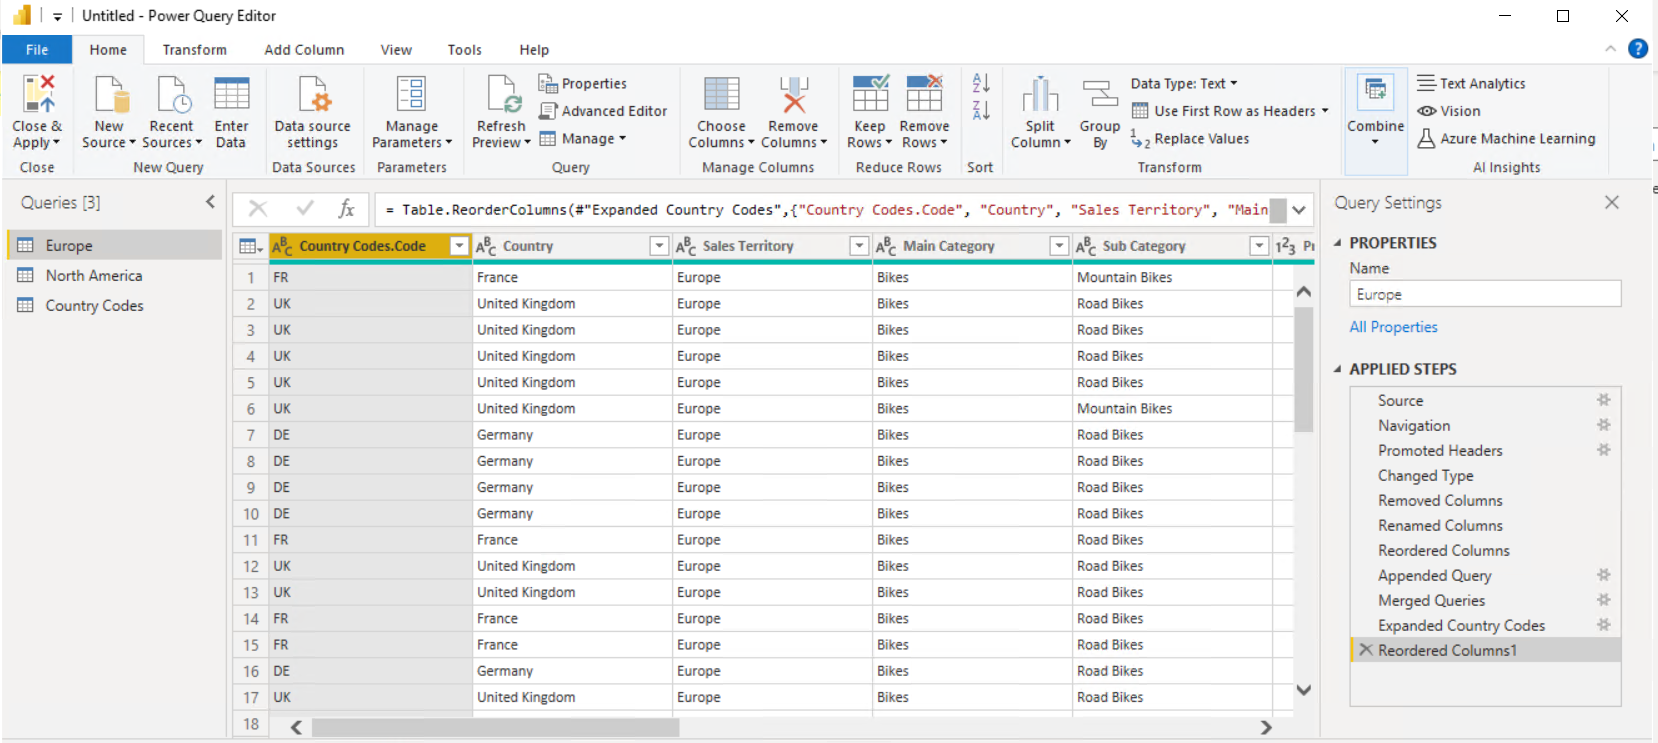 Untitled - Power Query Editor
File Home Transform Add Column View Tools Help
Close & Apply
New Source
Recent Sources
Enter Data
Data source settings
Manage Parameters
Refresh Preview
Properties
Advanced Editor
Manage
Choose Columns
Remove Columns
Keep Rows
Remove Rows
Split Column
Group By
Data Type: Text
Use First Row as Headers
Replace Values
Combine
Text Analytics
Vision
Azure Machine Learning
Close
New Query
Data Sources
Parameters
Query
Manage Columns
Reduce Rows
Sort
Transform
AI Insights
Queries [3]
Europe
North America
Country Codes
fx = Table.ReorderColumns(#"Expanded Country Codes",{"Country Codes.Code", "Country", "Sales Territory", "Main
ABC Country Codes.Code ABC Country ABC Sales Territory ABC Main Category ABC Sub Category 123 Pr
1 FR France Europe Bikes Mountain Bikes
2 UK United Kingdom Europe Bikes Road Bikes
3 UK United Kingdom Europe Bikes Road Bikes
4 UK United Kingdom Europe Bikes Road Bikes
5 UK United Kingdom Europe Bikes Road Bikes
6 UK United Kingdom Europe Bikes Mountain Bikes
7 DE Germany Europe Bikes Road Bikes
8 DE Germany Europe Bikes Road Bikes
9 DE Germany Europe Bikes Road Bikes
10 DE Germany Europe Bikes Road Bikes
11 FR France Europe Bikes Road Bikes
12 UK United Kingdom Europe Bikes Road Bikes
13 UK United Kingdom Europe Bikes Road Bikes
14 FR France Europe Bikes Road Bikes
15 FR France Europe Bikes Road Bikes
16 DE Germany Europe Bikes Road Bikes
17 UK United Kingdom Europe Bikes Road Bikes
18
Query Settings
PROPERTIES
Name
Europe
All Properties
APPLIED STEPS
Source
Navigation
Promoted Headers
Changed Type
Removed Columns
Renamed Columns
Reordered Columns
Appended Query
Merged Queries
Expanded Country Codes
Reordered Columns1